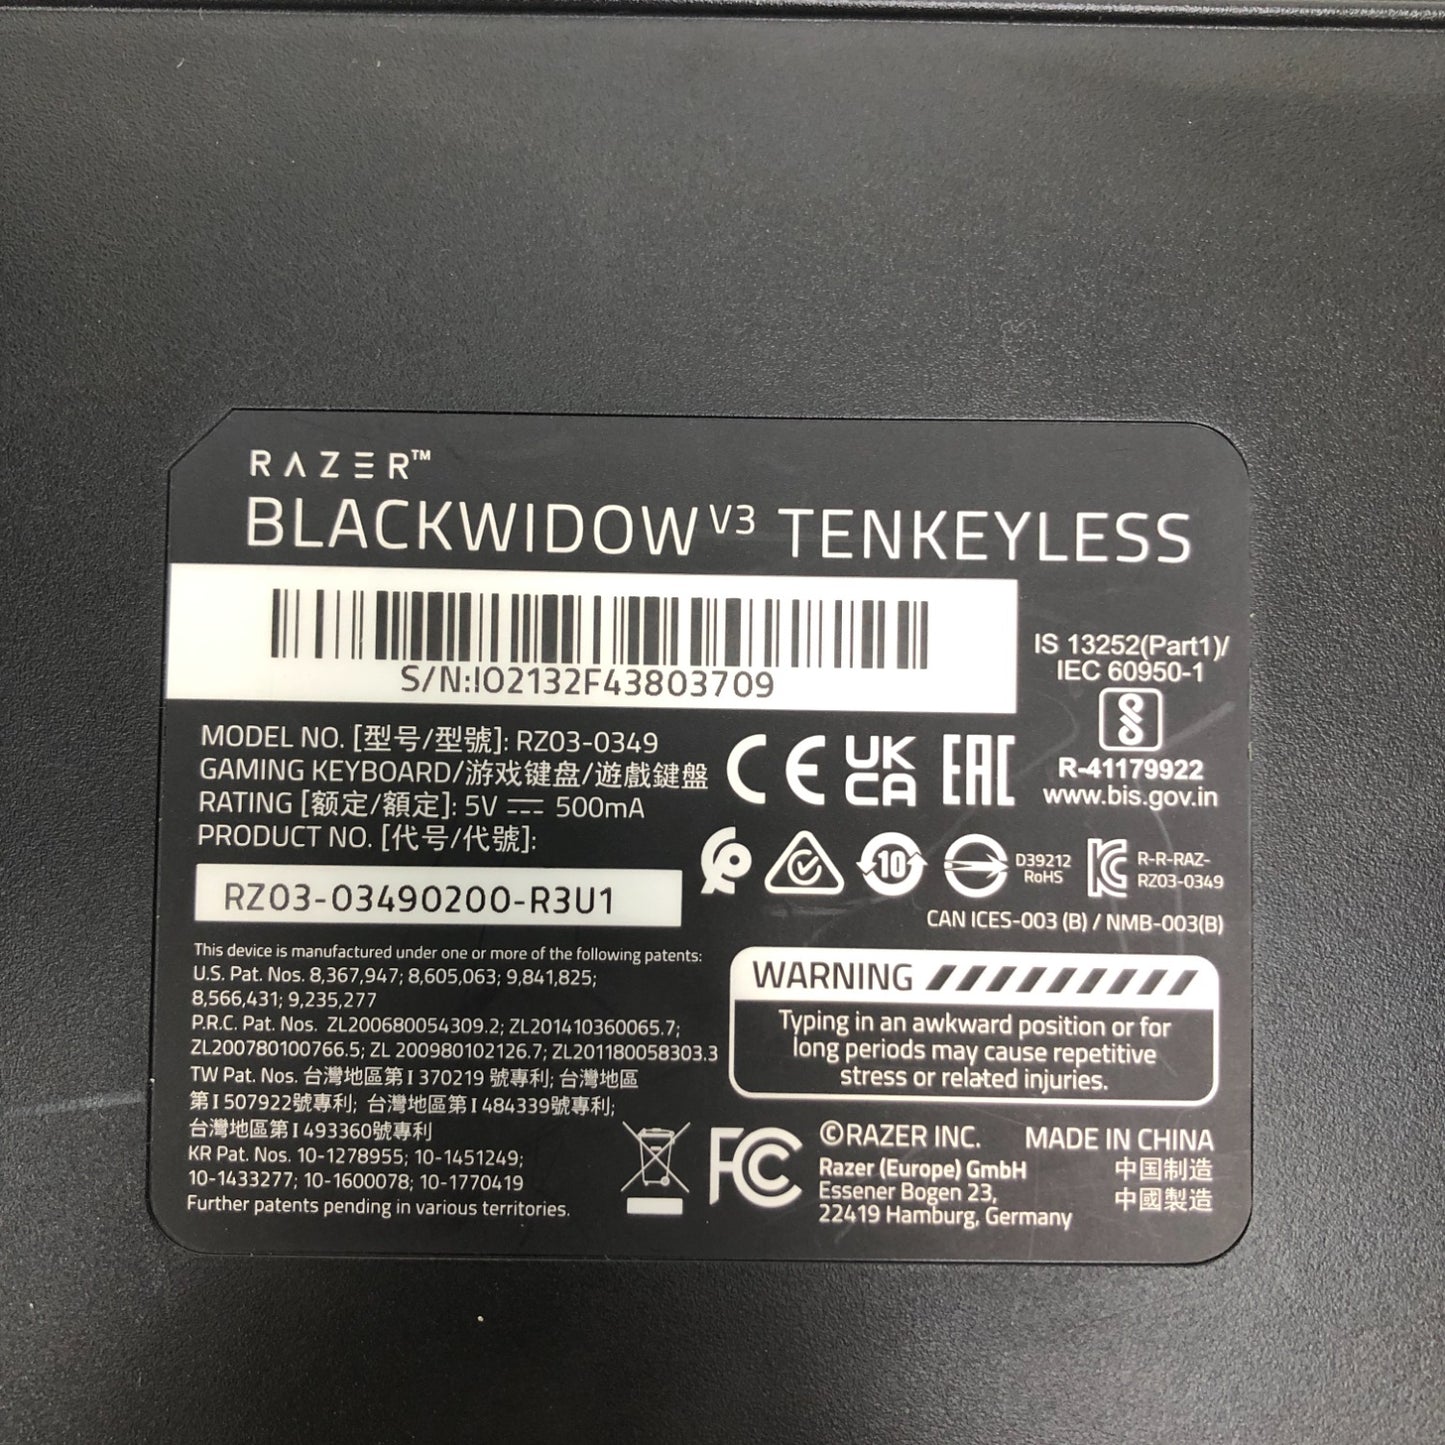 RAZER™
BLACKWIDOW V3 TENKEYLESS
S/N:IO2132F43803709
IS 13252(Part1)/
IEC 60950-1
R-41179922
www.bis.gov.in
MODEL NO. [型号/型號]: RZ03-0349
GAMING KEYBOARD/游戏键盘/遊戲鍵盤
RATING [额定/額定]: 5V ⎓ 500mA
PRODUCT NO. [代号/代號]:
RZ03-03490200-R3U1
CE UK CA EAC
10
D39212
RoHS
R-R-RAZ-
RZ03-0349
CAN ICES-003 (B) / NMB-003(B)
This device is manufactured under one or more of the following patents:
U.S. Pat. Nos. 8,367,947; 8,605,063; 9,841,825;
8,566,431; 9,235,277
P.R.C. Pat. Nos. ZL200680054309.2; ZL201410360065.7;
ZL200780100766.5; ZL 200980102126.7; ZL201180058303.3
TW Pat. Nos. 台灣地區第 I 370219 號專利; 台灣地區
第 I 507922號專利; 台灣地區第 I 484339號專利;
台灣地區第 I 493360號專利
KR Pat. Nos. 10-1278955; 10-1451249;
10-1433277; 10-1600078; 10-1770419
Further patents pending in various territories.
WARNING
Typing in an awkward position or for
long periods may cause repetitive
stress or related injuries.
FC
©RAZER INC.
Razer (Europe) GmbH
Essener Bogen 23,
22419 Hamburg, Germany
MADE IN CHINA
中国制造
中國製造